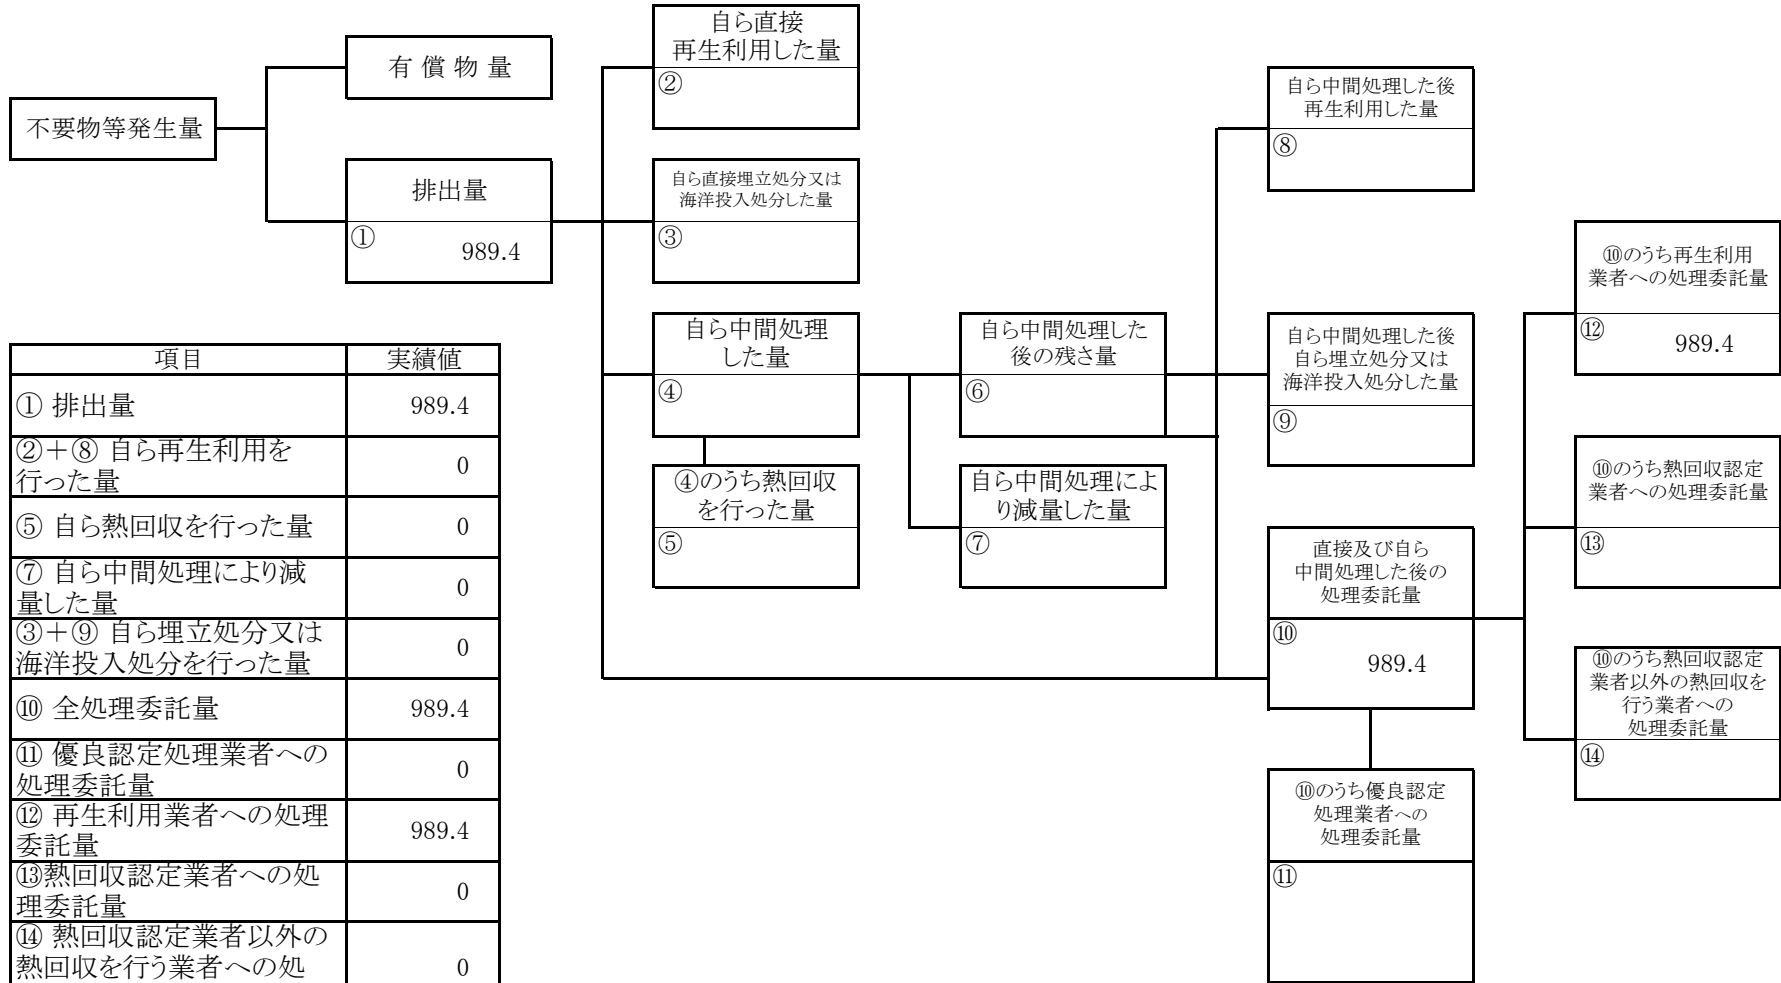 不要物等発生量
有 償 物 量
排出量
①
989.4
自ら直接
再生利用した量
②
自ら直接埋立処分又は
海洋投入処分した量
③
自ら中間処理
した量
④
④のうち熱回収
を行った量
⑤
自ら中間処理した
後の残さ量
⑥
自ら中間処理によ
り減量した量
⑦
自ら中間処理した後
再生利用した量
⑧
自ら中間処理した後
自ら埋立処分又は
海洋投入処分した量
⑨
直接及び自ら
中間処理した後の
処理委託量
⑩
989.4
⑩のうち優良認定
処理業者への
処理委託量
⑪
⑩のうち再生利用
業者への処理委託量
⑫
989.4
⑩のうち熱回収認定
業者への処理委託量
⑬
⑩のうち熱回収認定
業者以外の熱回収を
行う業者への
処理委託量
⑭
項目 実績値
① 排出量 989.4
②+⑧ 自ら再生利用を
行った量 0
⑤ 自ら熱回収を行った量 0
⑦ 自ら中間処理により減
量した量 0
③+⑨ 自ら埋立処分又は
海洋投入処分を行った量 0
⑩ 全処理委託量 989.4
⑪ 優良認定処理業者への
処理委託量 0
⑫ 再生利用業者への処理
委託量 989.4
⑬熱回収認定業者への処
理委託量 0
⑭ 熱回収認定業者以外の
熱回収を行う業者への処 0